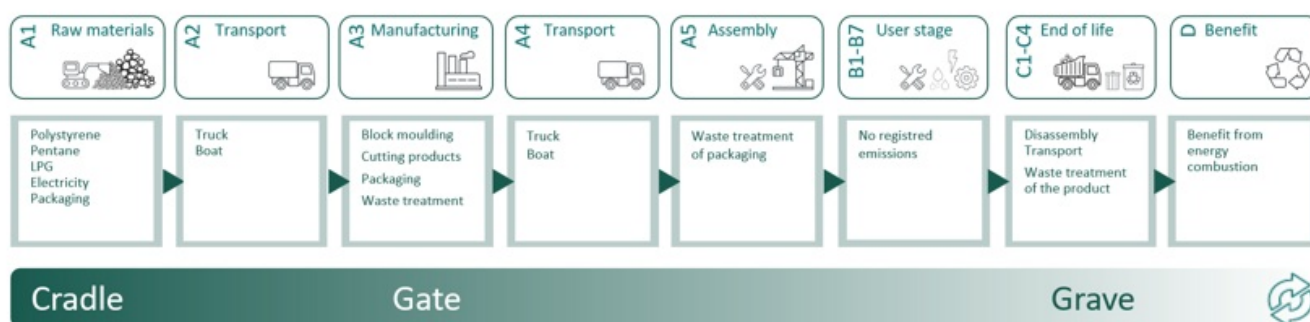 A1 Raw materials
A2 Transport
A3 Manufacturing
A4 Transport
A5 Assembly
B1-B7 User stage
C1-C4 End of life
D Benefit
Polystyrene
Pentane
LPG
Electricity
Packaging
Truck
Boat
Block moulding
Cutting products
Packaging
Waste treatment
Truck
Boat
Waste treatment
of packaging
No registred
emissions
Disassembly
Transport
Waste treatment
of the product
Benefit from
energy
combustion
Cradle
Gate
Grave